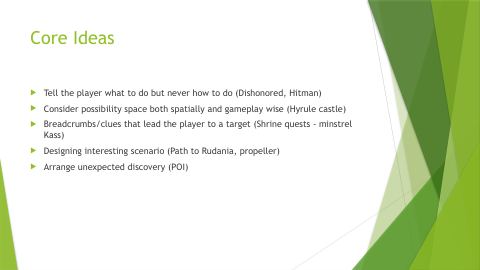 Core Ideas
Tell the player what to do but never how to do (Dishonored, Hitman)
Consider possibility space both spatially and gameplay wise (Hyrule castle)
Breadcrumbs/clues that lead the player to a target (Shrine quests - minstrel
Kass)
Designing interesting scenario (Path to Rudania, propeller)
Arrange unexpected discovery (POI)